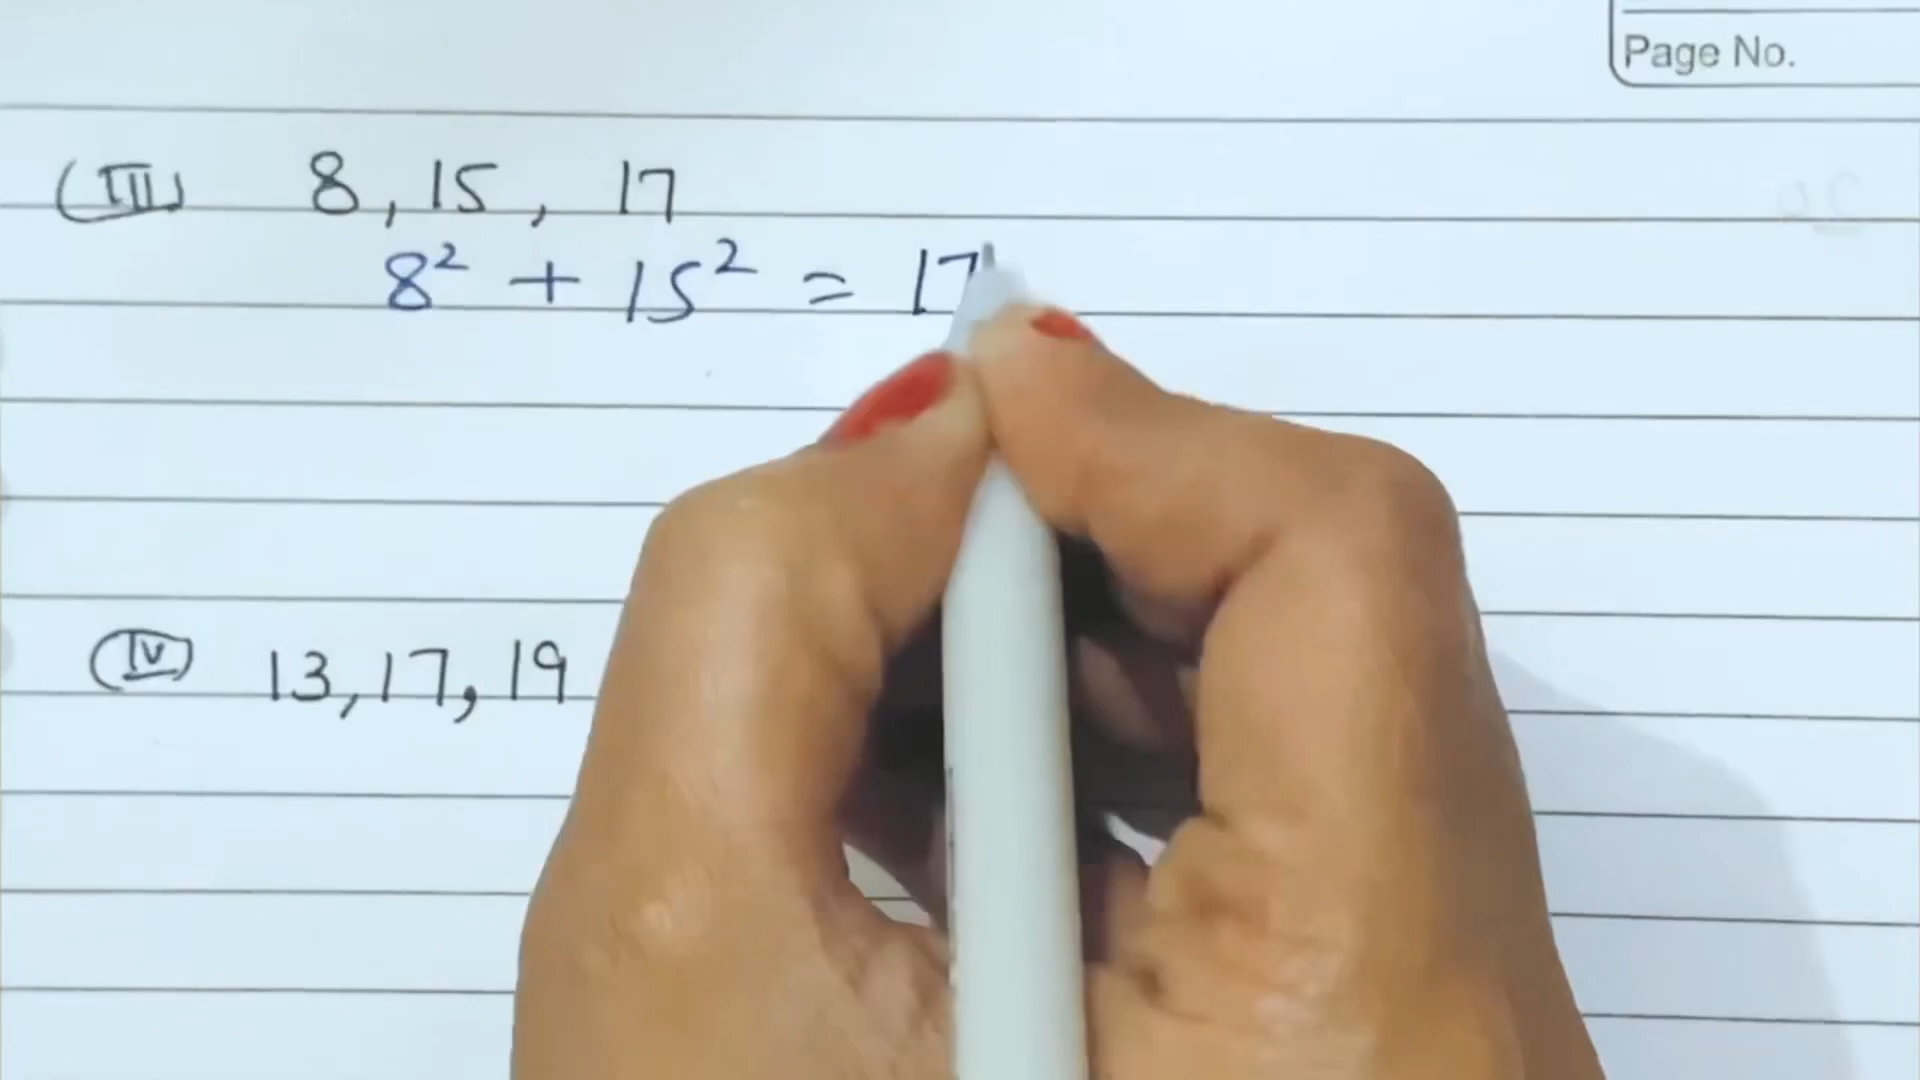 Page No.
(III) 8, 15, 17
8² + 15² = 17
(IV) 13, 17, 19